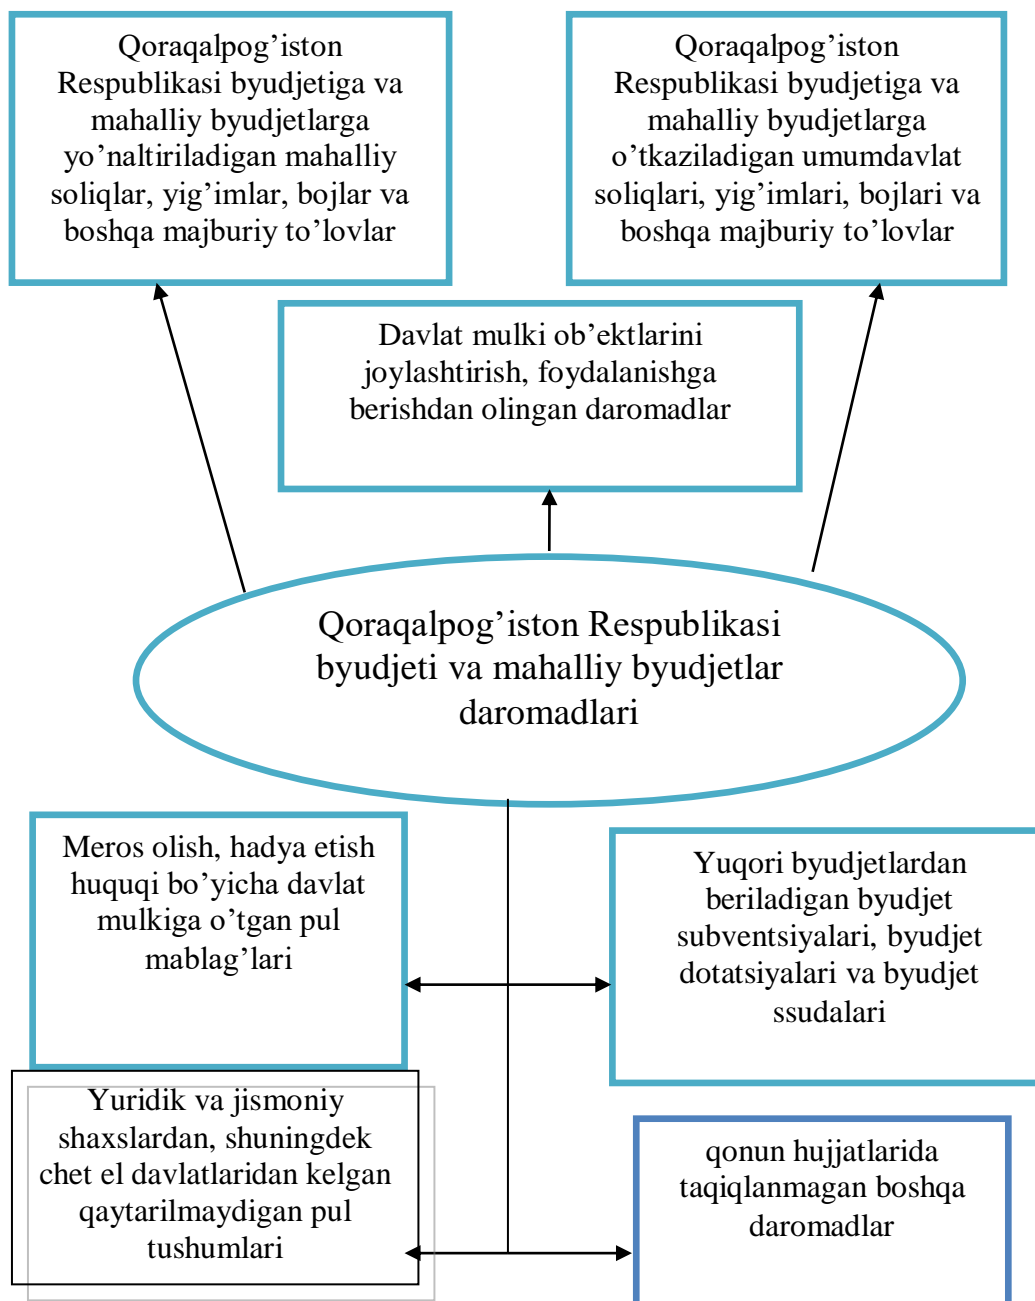 Qoraqalpog’iston
Respublikasi byudjetiga va
mahalliy byudjetlarga
yo’naltiriladigan mahalliy
soliqlar, yig’imlar, bojlar va
boshqa majburiy to’lovlar
Qoraqalpog’iston
Respublikasi byudjetiga va
mahalliy byudjetlarga
o’tkaziladigan umumdavlat
soliqlari, yig’imlari, bojlari va
boshqa majburiy to’lovlar
Davlat mulki ob’ektlarini
joylashtirish, foydalanishga
berishdan olingan daromadlar
Qoraqalpog’iston Respublikasi
byudjeti va mahalliy byudjetlar
daromadlari
Meros olish, hadya etish
huquqi bo’yicha davlat
mulkiga o’tgan pul
mablag’lari
Yuqori byudjetlardan
beriladigan byudjet
subventsiyalari, byudjet
dotatsiyalari va byudjet
ssudalari
Yuridik va jismoniy
shaxslardan, shuningdek
chet el davlatlaridan kelgan
qaytarilmaydigan pul
tushumlari
qonun hujjatlarida
taqiqlanmagan boshqa
daromadlar